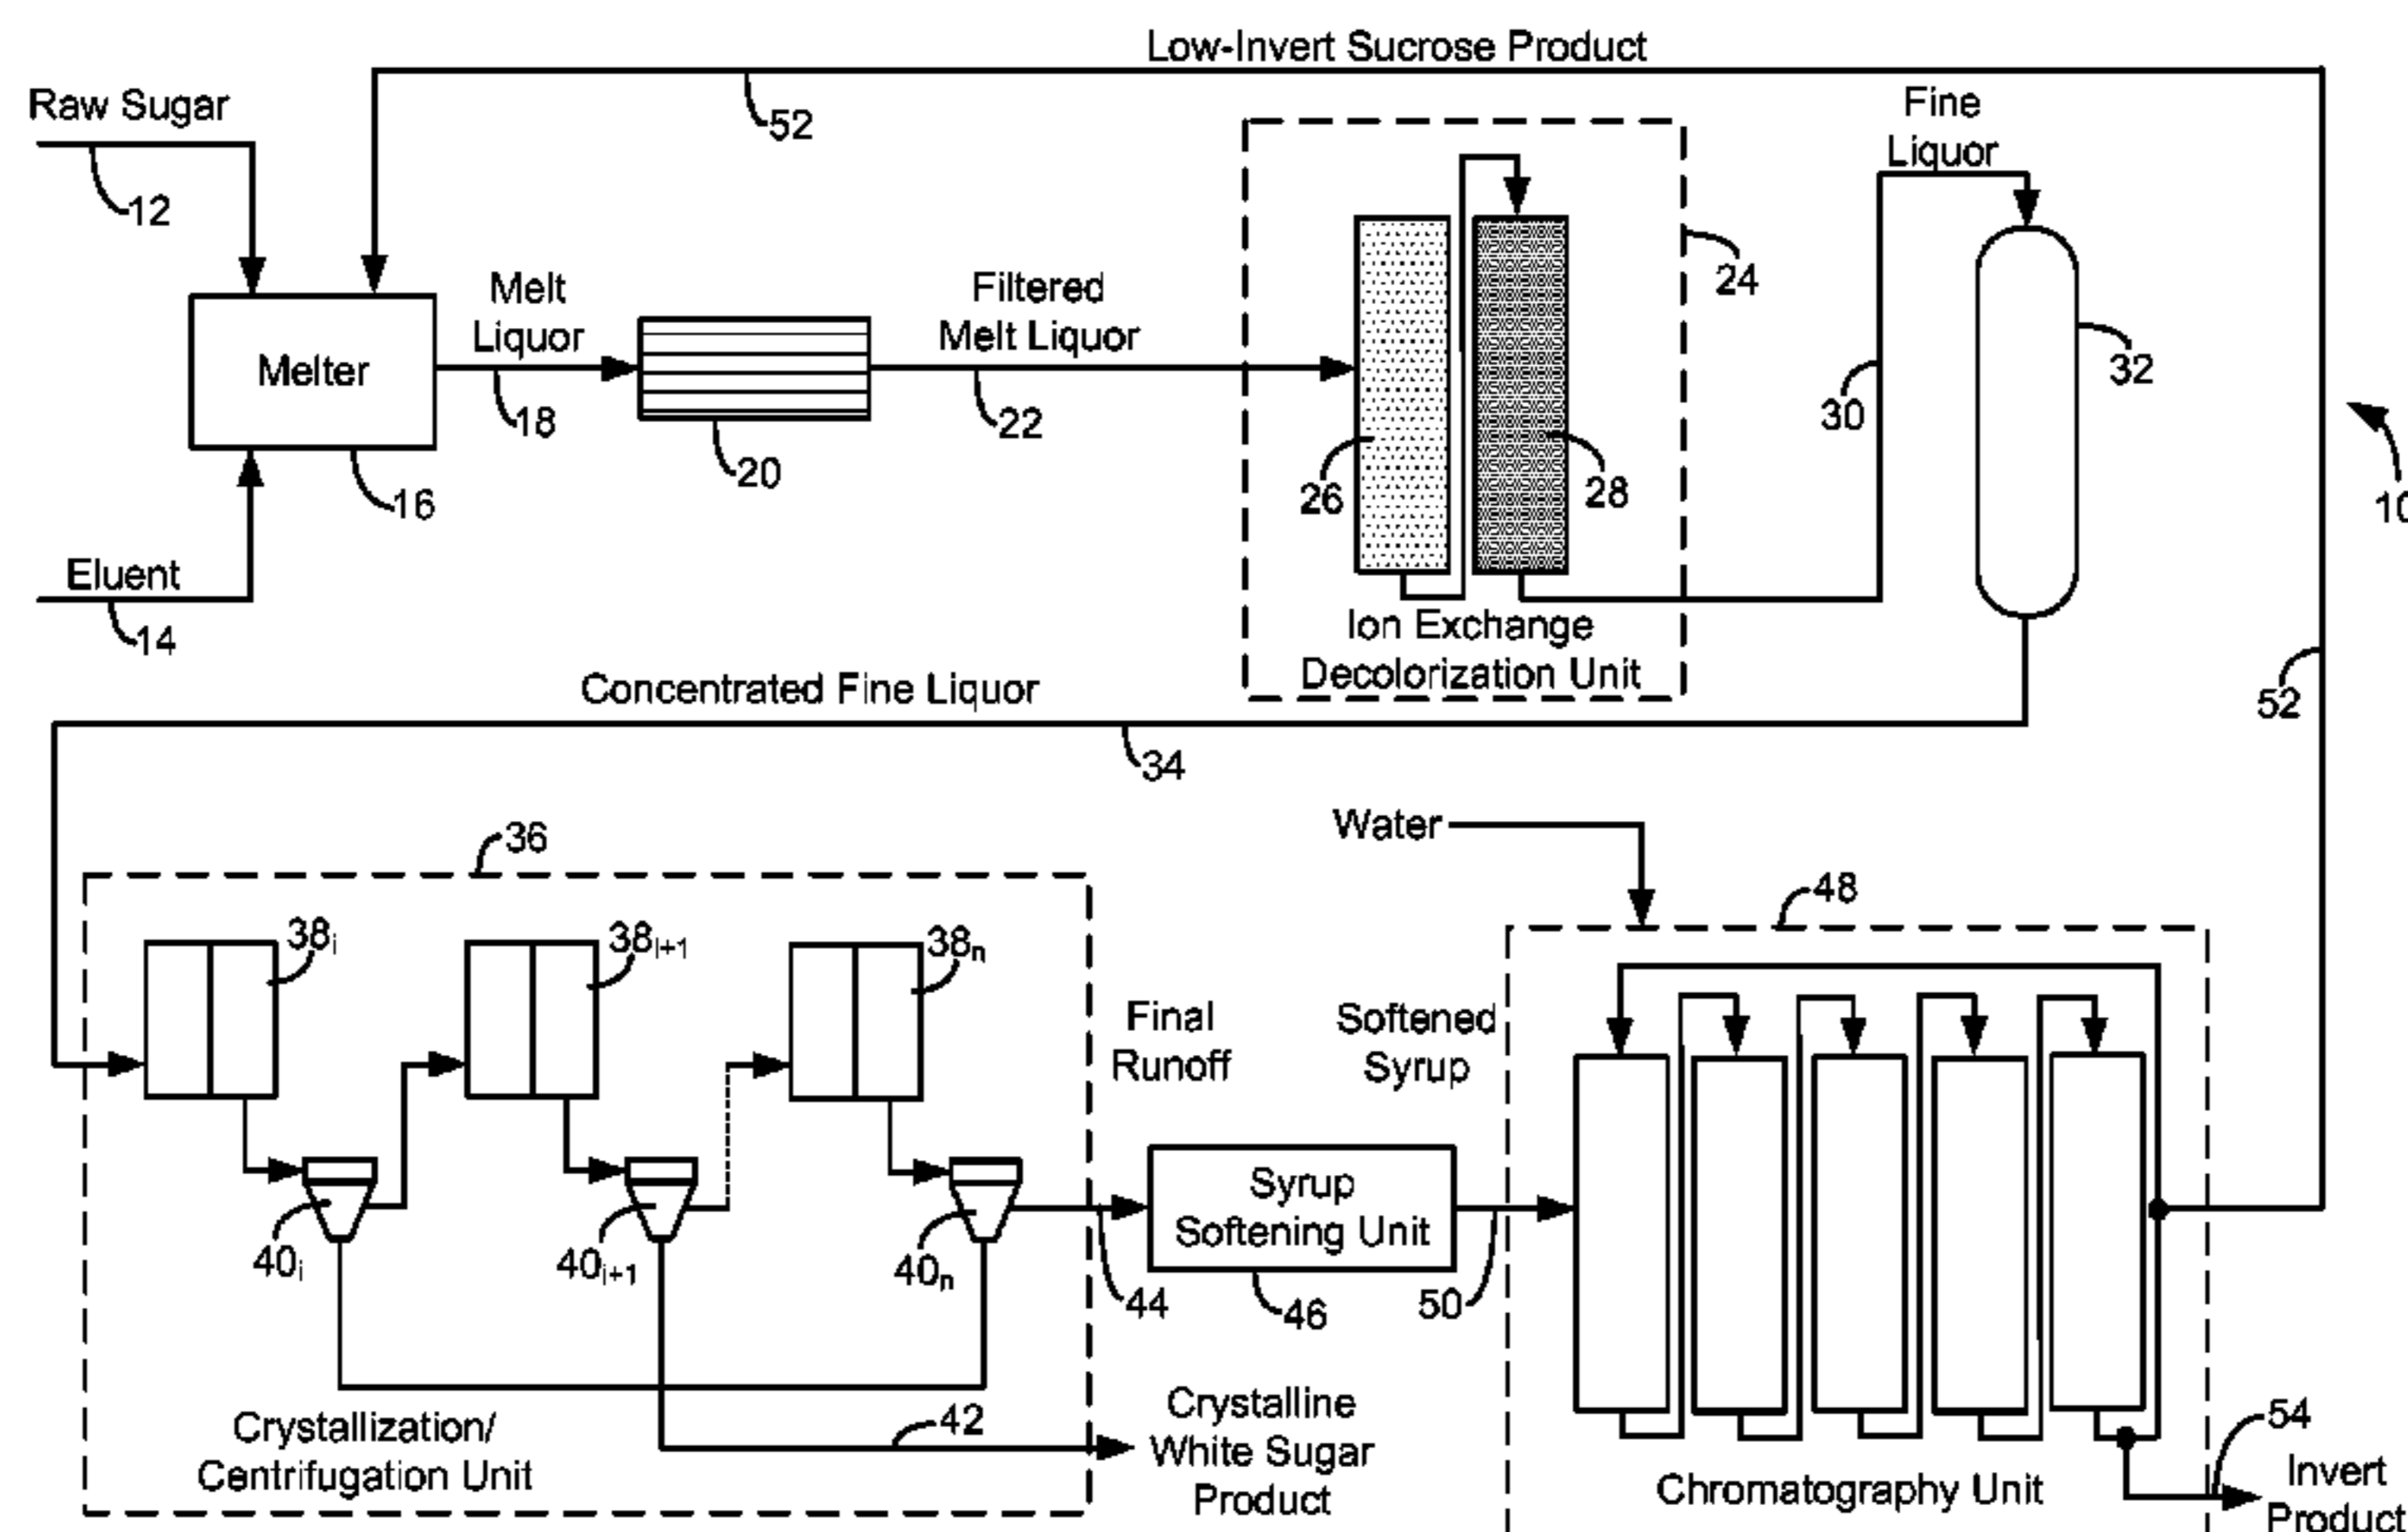 Low-Invert Sucrose Product
Raw Sugar
52
12
Fine
Liquor
24
Melt
Liquor
Filtered
Melt Liquor
Melter
18
20
22
16
26
28
30
32
10
Eluent
14
Ion Exchange
Decolorization Unit
Concentrated Fine Liquor
34
52
36
Water
48
38i
38i+1
38n
Final
Runoff
Softened
Syrup
Syrup
Softening Unit
40i
40i+1
40n
44
46
50
42
Crystallization/
Centrifugation Unit
Crystalline
White Sugar
Product
Chromatography Unit
54
Invert
Product